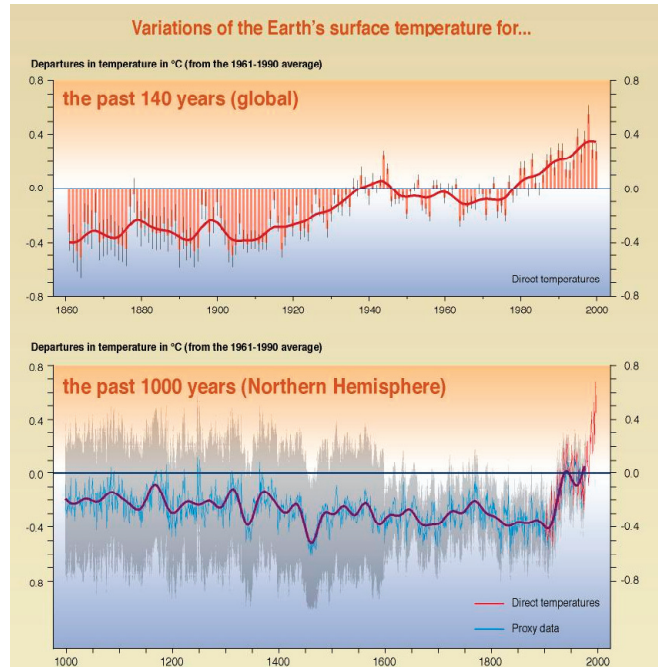 Variations of the Earth's surface temperature for...
Departures in temperature in °C (from the 1961-1990 average)
0.8 0.8
the past 140 years (global)
0.4 0.4
0.0 0.0
-0.4 -0.4
Direct temperatures
-0.8 -0.8
1860 1880 1900 1920 1940 1960 1980 2000
Departures in temperature in °C (from the 1961-1990 average)
0.8 0.8
the past 1000 years (Northern Hemisphere)
0.4 0.4
0.0 0.0
-0.4 -0.4
0.8 -0.8
Direct temperatures
Proxy data
1000 1200 1400 1600 1800 2000